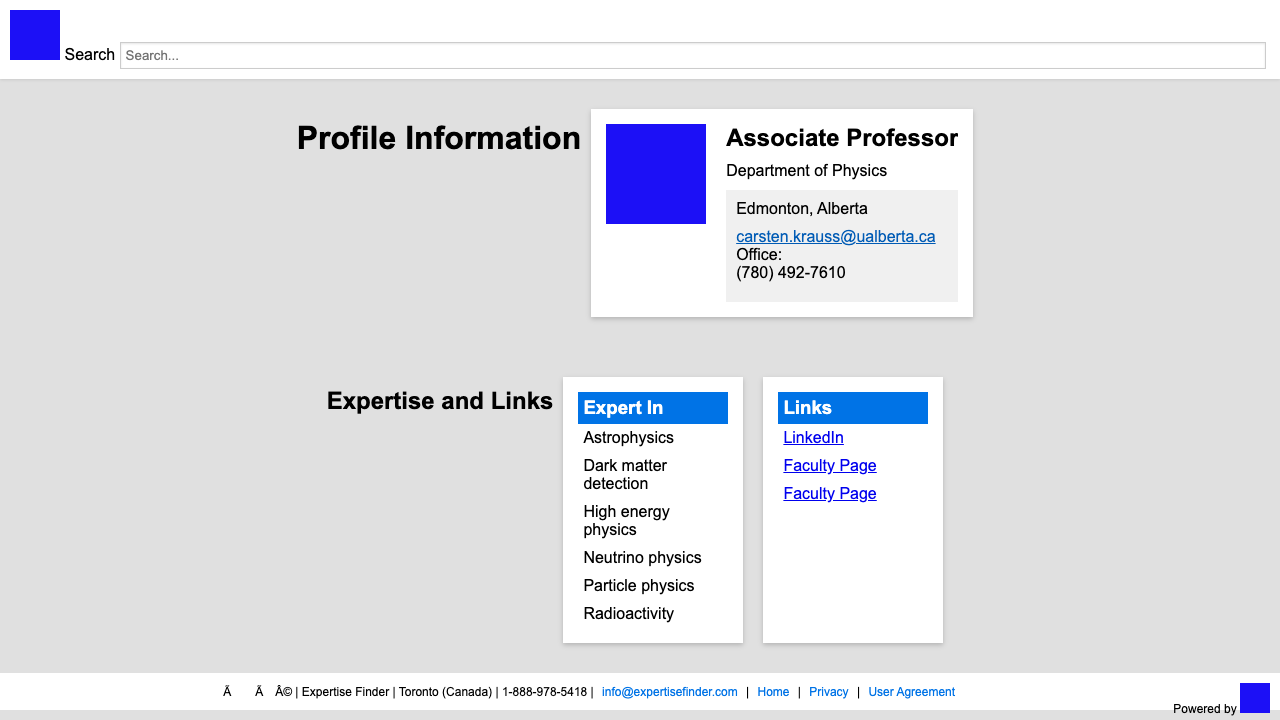 Search Search...
Profile Information
Associate Professor
Department of Physics
Edmonton, Alberta
carsten.krauss@ualberta.ca
Office:
(780) 492-7610
Expertise and Links
Expert In
Astrophysics
Dark matter
detection
High energy
physics
Neutrino physics
Particle physics
Radioactivity
Links
LinkedIn
Faculty Page
Faculty Page
Ã Ã Â© | Expertise Finder | Toronto (Canada) | 1-888-978-5418 | info@expertisefinder.com | Home | Privacy | User Agreement
Powered by